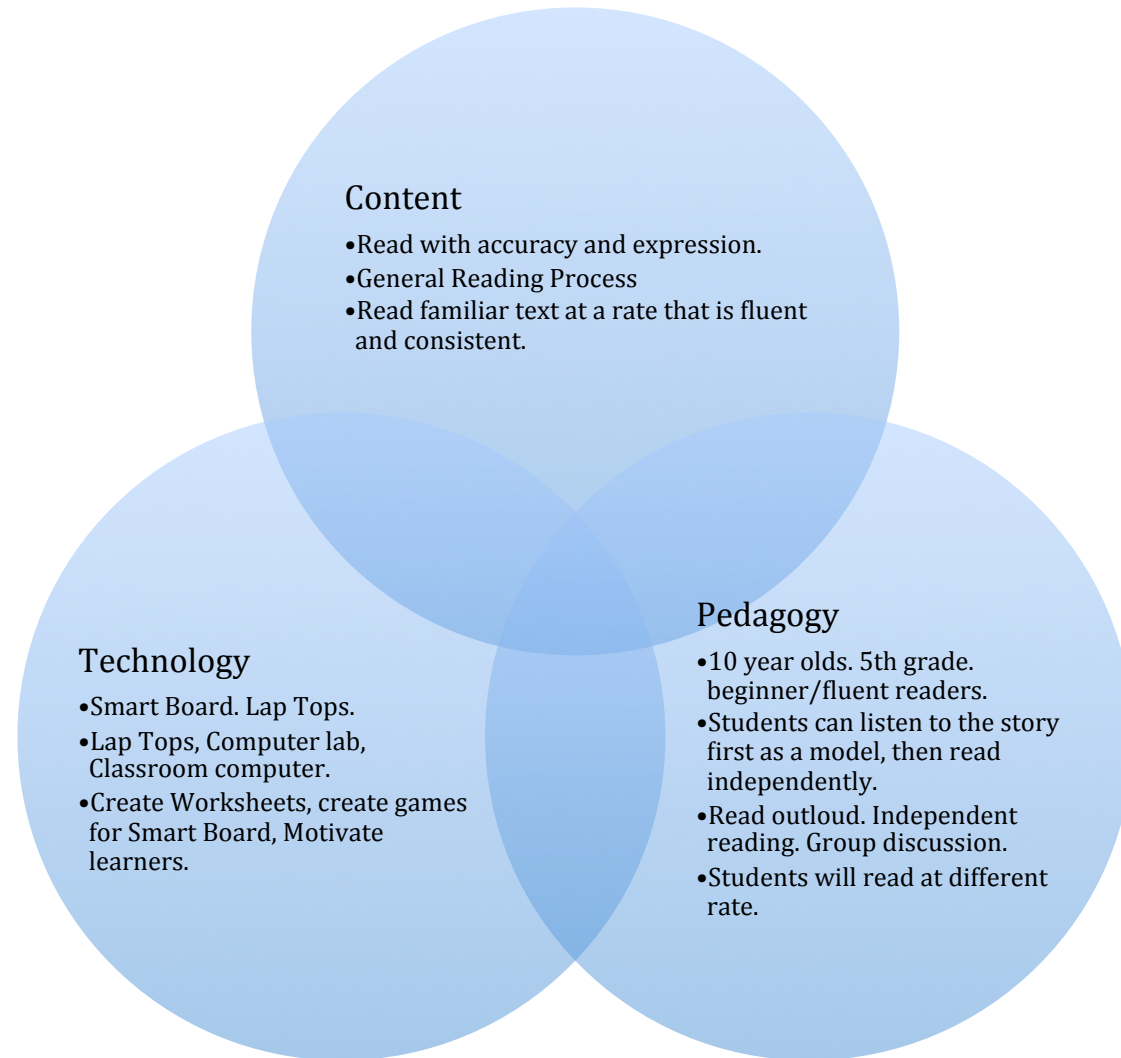 Content
•Read with accuracy and expression.
•General Reading Process
•Read familiar text at a rate that is fluent
and consistent.
Technology
•Smart Board. Lap Tops.
•Lap Tops, Computer lab,
Classroom computer.
•Create Worksheets, create games
for Smart Board, Motivate
learners.
Pedagogy
•10 year olds. 5th grade.
beginner/fluent readers.
•Students can listen to the story
first as a model, then read
independently.
•Read outloud. Independent
reading. Group discussion.
•Students will read at different
rate.